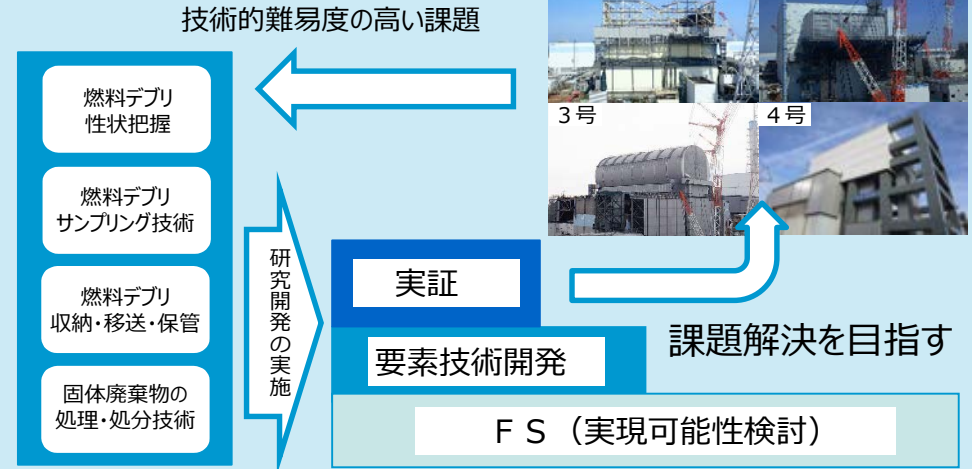 技術的難易度の高い課題
燃料デブリ
性状把握
燃料デブリ
サンプリング技術
燃料デブリ
収納・移送・保管
固体廃棄物の
処理・処分技術
研究開発の実施
3号
4号
実証
要素技術開発
FS（実現可能性検討）
課題解決を目指す